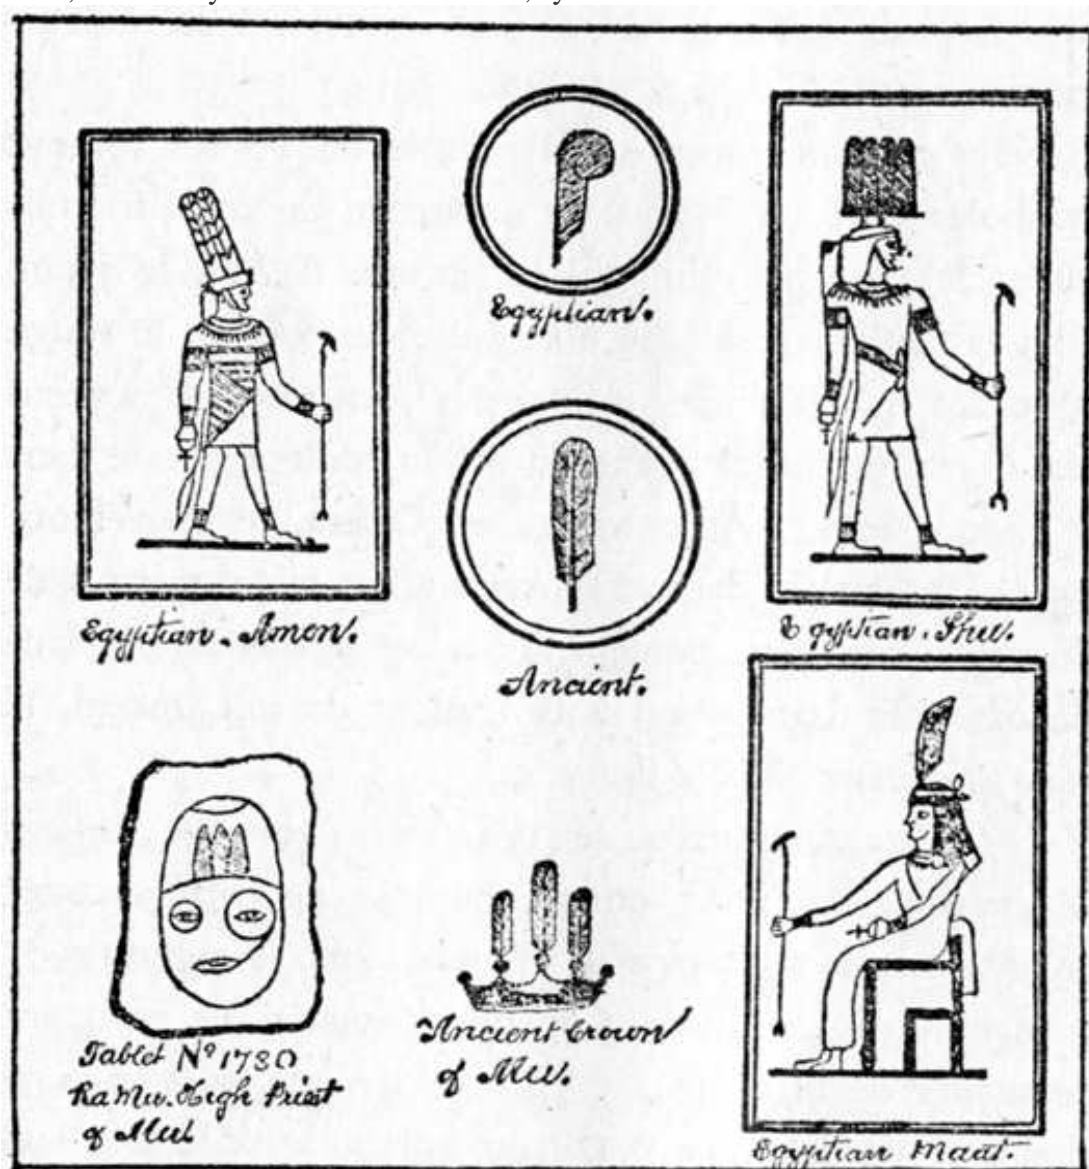 Egyptian.
Egyptian. Amon.
Ancient.
Egyptian. Shu.
Tablet Nº 1780
Ra Mu. High Priest
of Mu
Ancient Crown
of Mu.
Egyptian Maat.